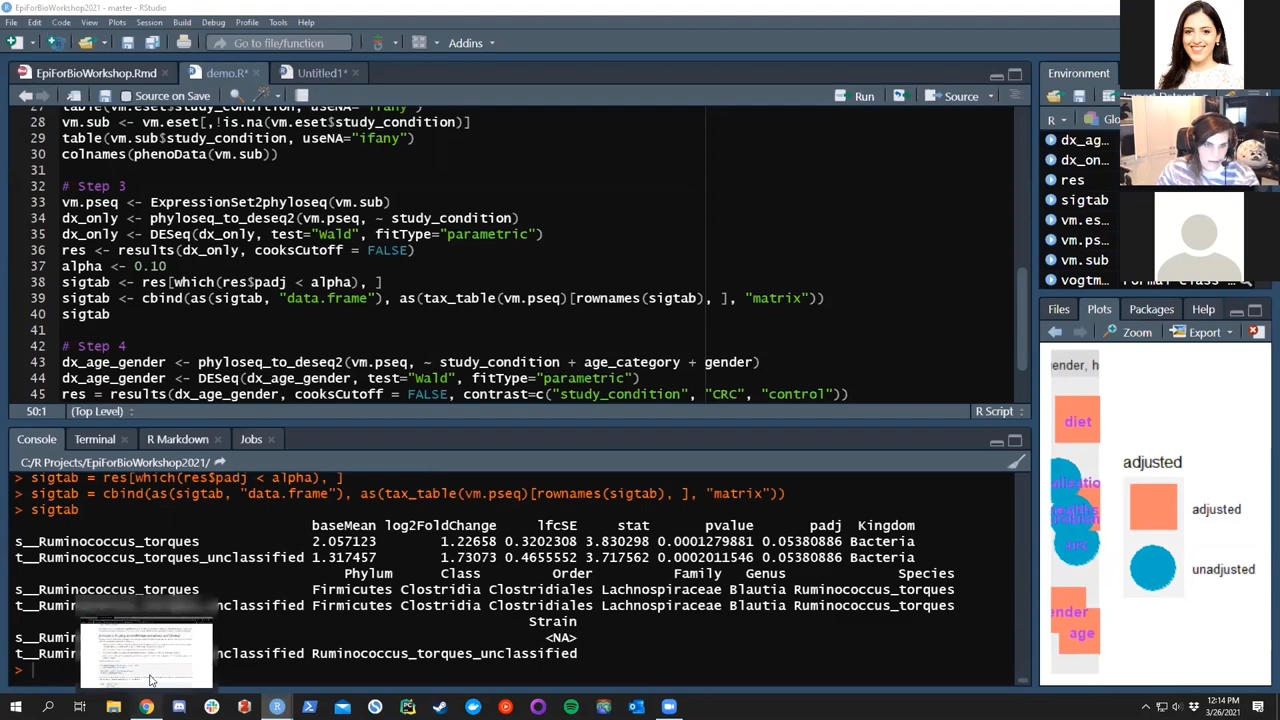 EpiForBioWorkshop2021 - master - RStudio
File Edit Code View Plots Session Build Debug Profile Tools Help
Go to file/function Addins
EpiForBioWorkshop.Rmd demo.R* Untitled1* Environment
Source on Save Run
28 vm.sub <- vm.eset[,!is.na(vm.eset$study_condition)]
29 table(vm.sub$study_condition, useNA="ifany")
30 colnames(phenoData(vm.sub))
31
32 # Step 3
33 vm.pseq <- ExpressionSet2phyloseq(vm.sub)
34 dx_only <- phyloseq_to_deseq2(vm.pseq, ~ study_condition)
35 dx_only <- DESeq(dx_only, test="Wald", fitType="parametric")
36 res <- results(dx_only, cooksCutoff = FALSE)
37 alpha <- 0.10
38 sigtab <- res[which(res$padj < alpha), ]
39 sigtab <- cbind(as(sigtab, "data.frame"), as(tax_table(vm.pseq)[rownames(sigtab), ], "matrix"))
40 sigtab
41
42 # Step 4
43 dx_age_gender <- phyloseq_to_deseq2(vm.pseq, ~ study_condition + age_category + gender)
44 dx_age_gender <- DESeq(dx_age_gender, test="Wald", fitType="parametric")
45 res = results(dx_age_gender, cooksCutoff = FALSE, contrast=c("study_condition", "CRC", "control"))
50:1 (Top Level) R Script
R Glo
dx_ag...
dx_on...
res
sigtab
vm.es...
vm.ps...
vm.sub
vogtm...
Files Plots Packages Help
Zoom Export
diet
adjusted
adjusted
crc
unadjusted
age
Console Terminal R Markdown Jobs
C:/R Projects/EpiForBioWorkshop2021/
> sigtab = res[which(res$padj < alpha), ]
> sigtab = cbind(as(sigtab, "data.frame"), as(tax_table(vm.pseq)[rownames(sigtab), ], "matrix"))
> sigtab
baseMean log2FoldChange lfcSE stat pvalue padj Kingdom
s__Ruminococcus_torques 2.057123 1.22658 0.3202308 3.830298 0.0001279881 0.05380886 Bacteria
t__Ruminococcus_torques_unclassified 1.317457 1.73073 0.4655552 3.717562 0.0002011546 0.05380886 Bacteria
Phylum Class Order Family Genus Species
s__Ruminococcus_torques Firmicutes Clostridia Clostridiales Lachnospiraceae Blautia Ruminococcus_torques
Firmicutes Clostridia Clostridiales Lachnospiraceae Blautia Ruminococcus_torques
Strain
<NA>
Ruminococcus_torques_unclassified
>
12:14 PM
3/26/2021